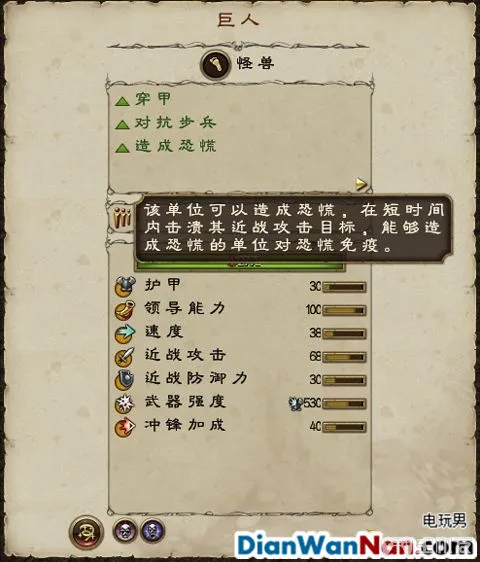 巨人
怪兽
穿甲
对抗步兵
造成恐慌
该单位可以造成恐慌，在短时间
内击溃其近战攻击目标，能够造
成恐慌的单位对恐慌免疫。
护甲 30
领导能力 100
速度 38
近战攻击 68
近战防御力 30
武器强度 530
冲锋加成 40
电玩男
DianWanNan.com